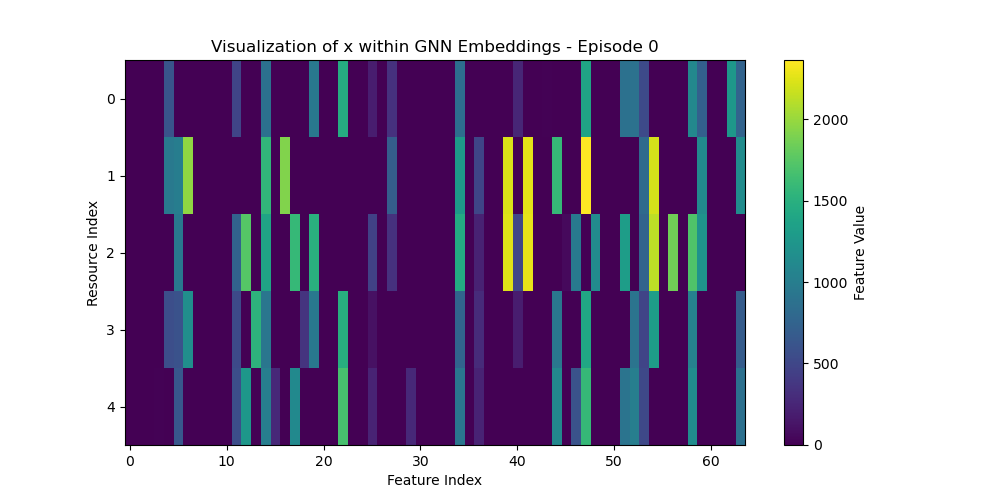 Visualization of x within GNN Embeddings - Episode 0
Resource Index
0
1
2
3
4
0 10 20 30 40 50 60
Feature Index
2000
1500
1000
500
0
Feature Value